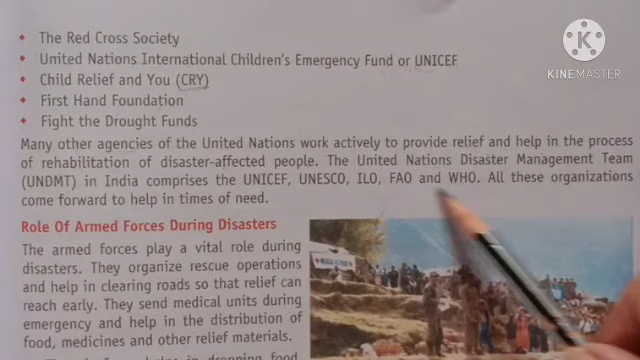 The Red Cross Society
United Nations International Children's Emergency Fund or UNICEF
Child Relief and You (CRY)
First Hand Foundation
Fight the Drought Funds
Many other agencies of the United Nations work actively to provide relief and help in the process
of rehabilitation of disaster-affected people. The United Nations Disaster Management Team
(UNDMT) in India comprises the UNICEF, UNESCO, ILO, FAO and WHO. All these organizations
come forward to help in times of need.
Role Of Armed Forces During Disasters
The armed forces play a vital role during
disasters. They organize rescue operations
and help in clearing roads so that relief can
reach early. They send medical units during
emergency and help in the distribution of
food, medicines and other relief materials.
KINEMASTER